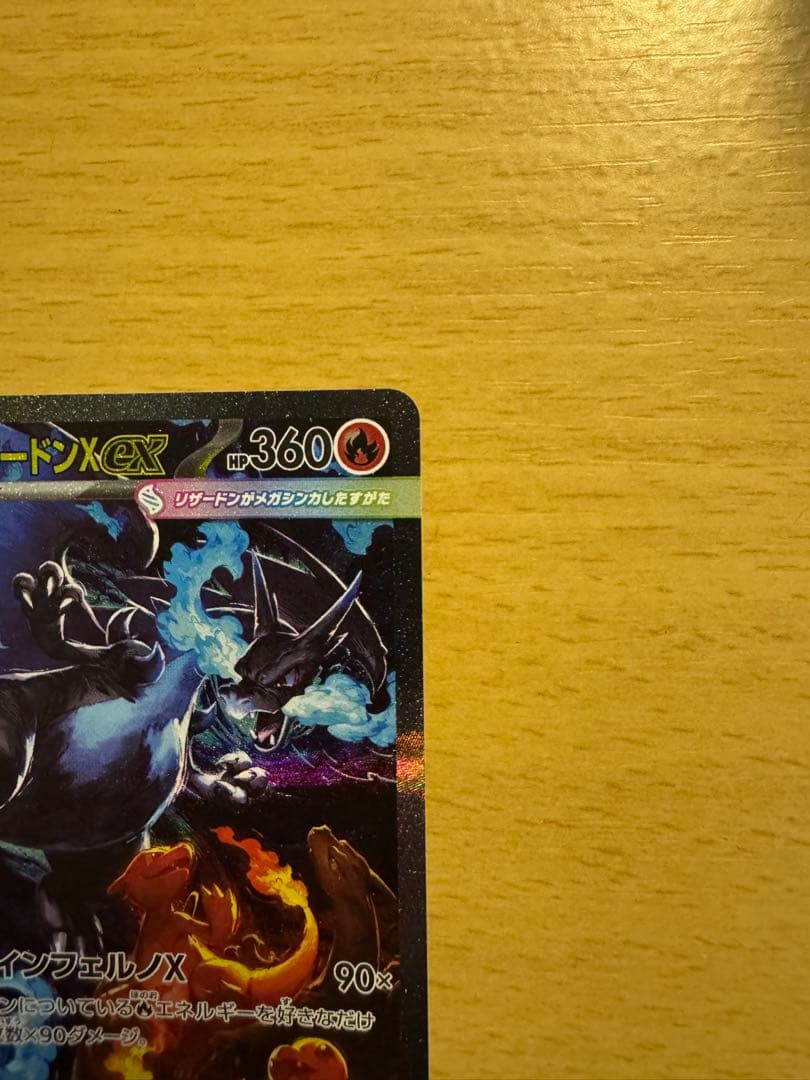 ードンXex HP360
リザードンがメガシンカしたすがた
インフェルノX 90×
ンについている エネルギーを好きなだけ
数×90ダメージ。